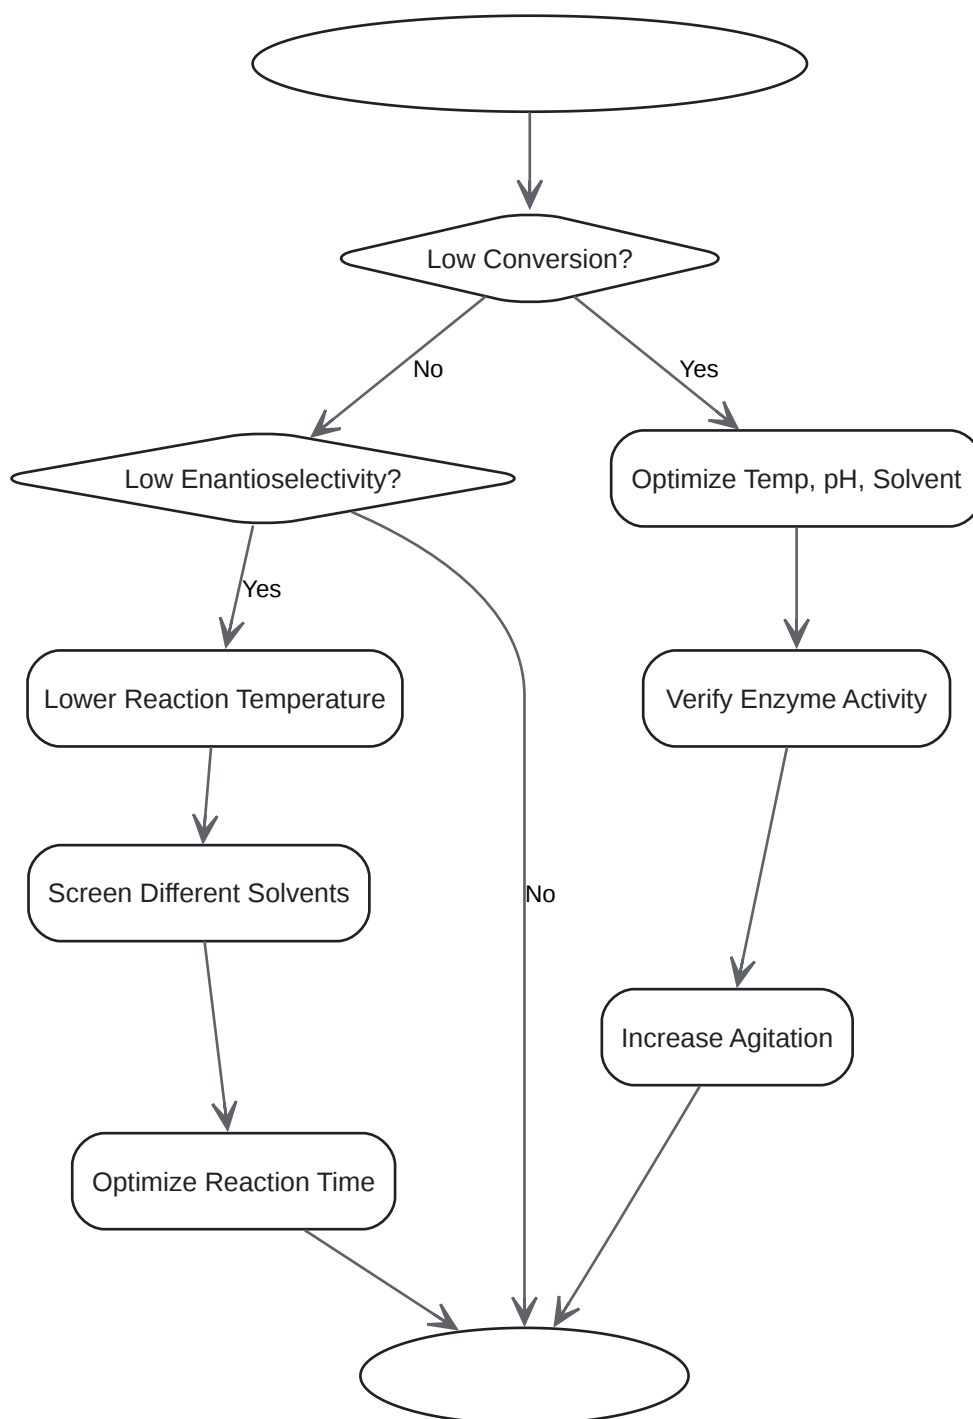 Low Conversion?
No
Yes
Low Enantioselectivity?
Optimize Temp, pH, Solvent
Yes
Lower Reaction Temperature
Verify Enzyme Activity
Screen Different Solvents
No
Increase Agitation
Optimize Reaction Time